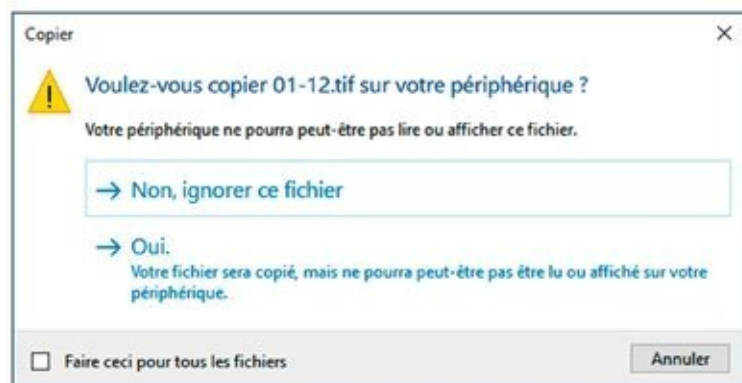 Copier
Voulez-vous copier 01-12.tif sur votre périphérique ?
Votre périphérique ne pourra peut-être pas lire ou afficher ce fichier.
→ Non, ignorer ce fichier
→ Oui.
Votre fichier sera copié, mais ne pourra peut-être pas être lu ou affiché sur votre
périphérique.
Faire ceci pour tous les fichiers
Annuler